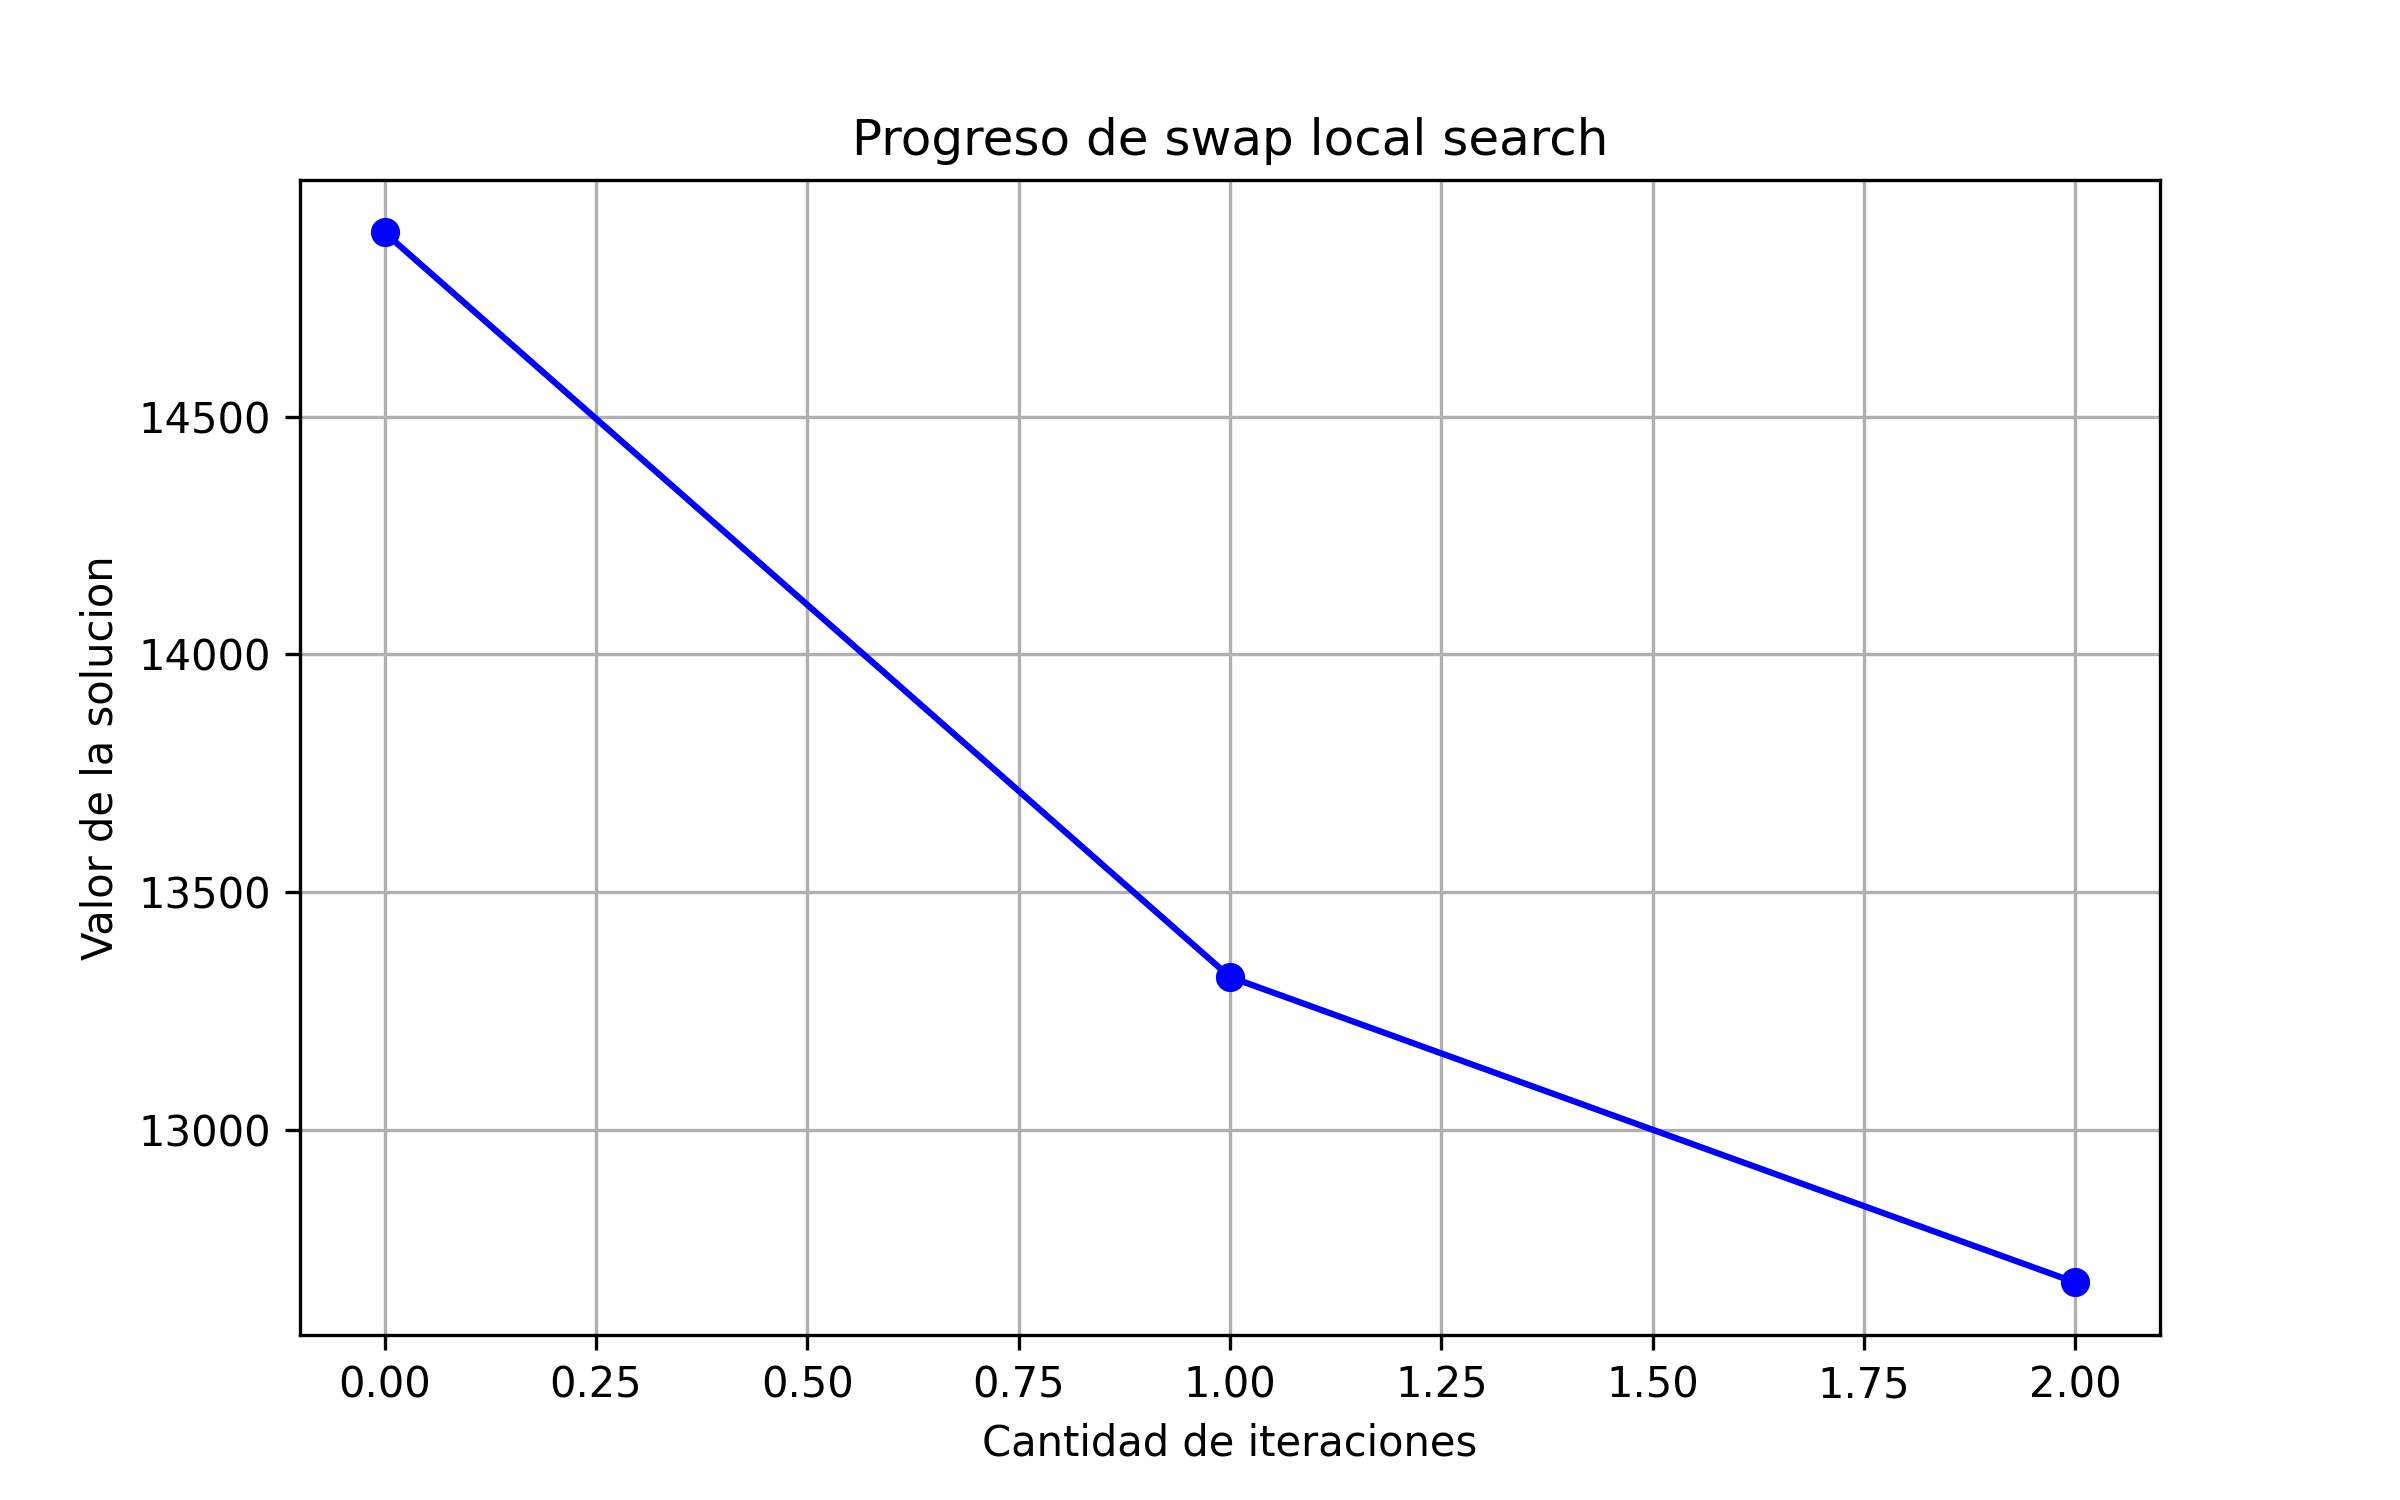 Progreso de swap local search
Valor de la solucion
14500
14000
13500
13000
0.00 0.25 0.50 0.75 1.00 1.25 1.50 1.75 2.00
Cantidad de iteraciones